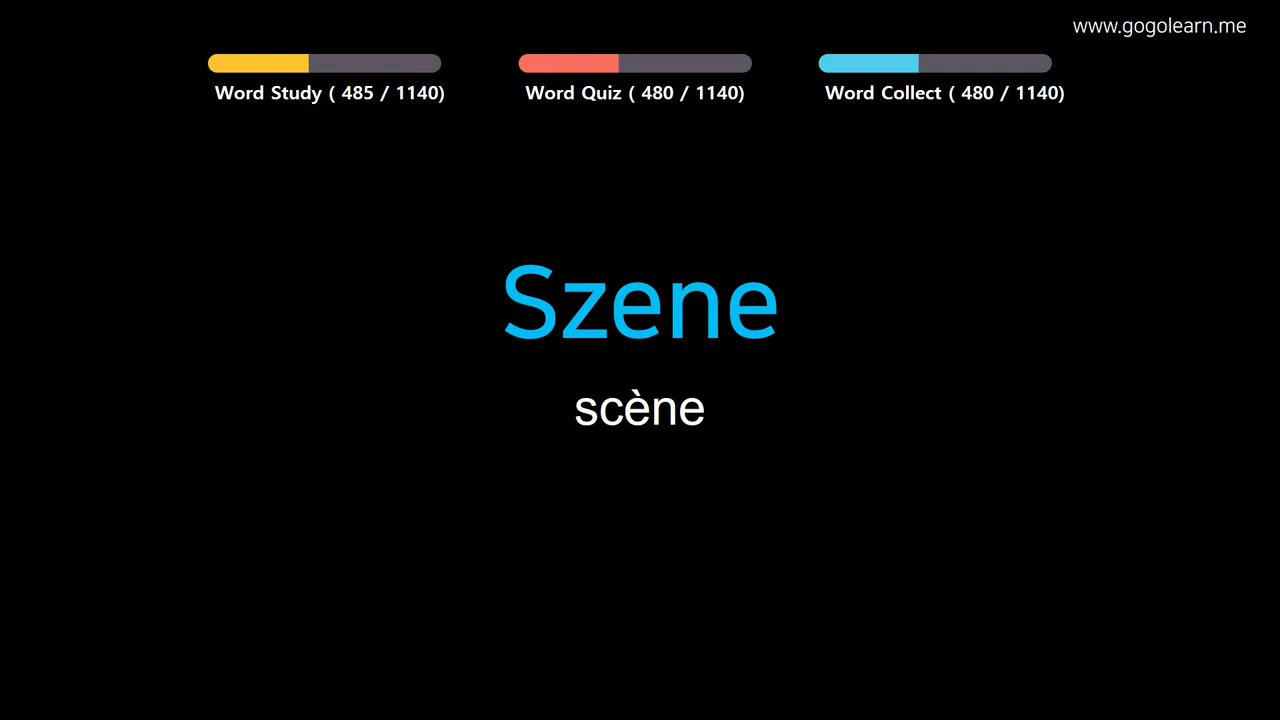 www.gogolearn.me
Word Study ( 485 / 1140)
Word Quiz ( 480 / 1140)
Word Collect ( 480 / 1140)
Szene
scène